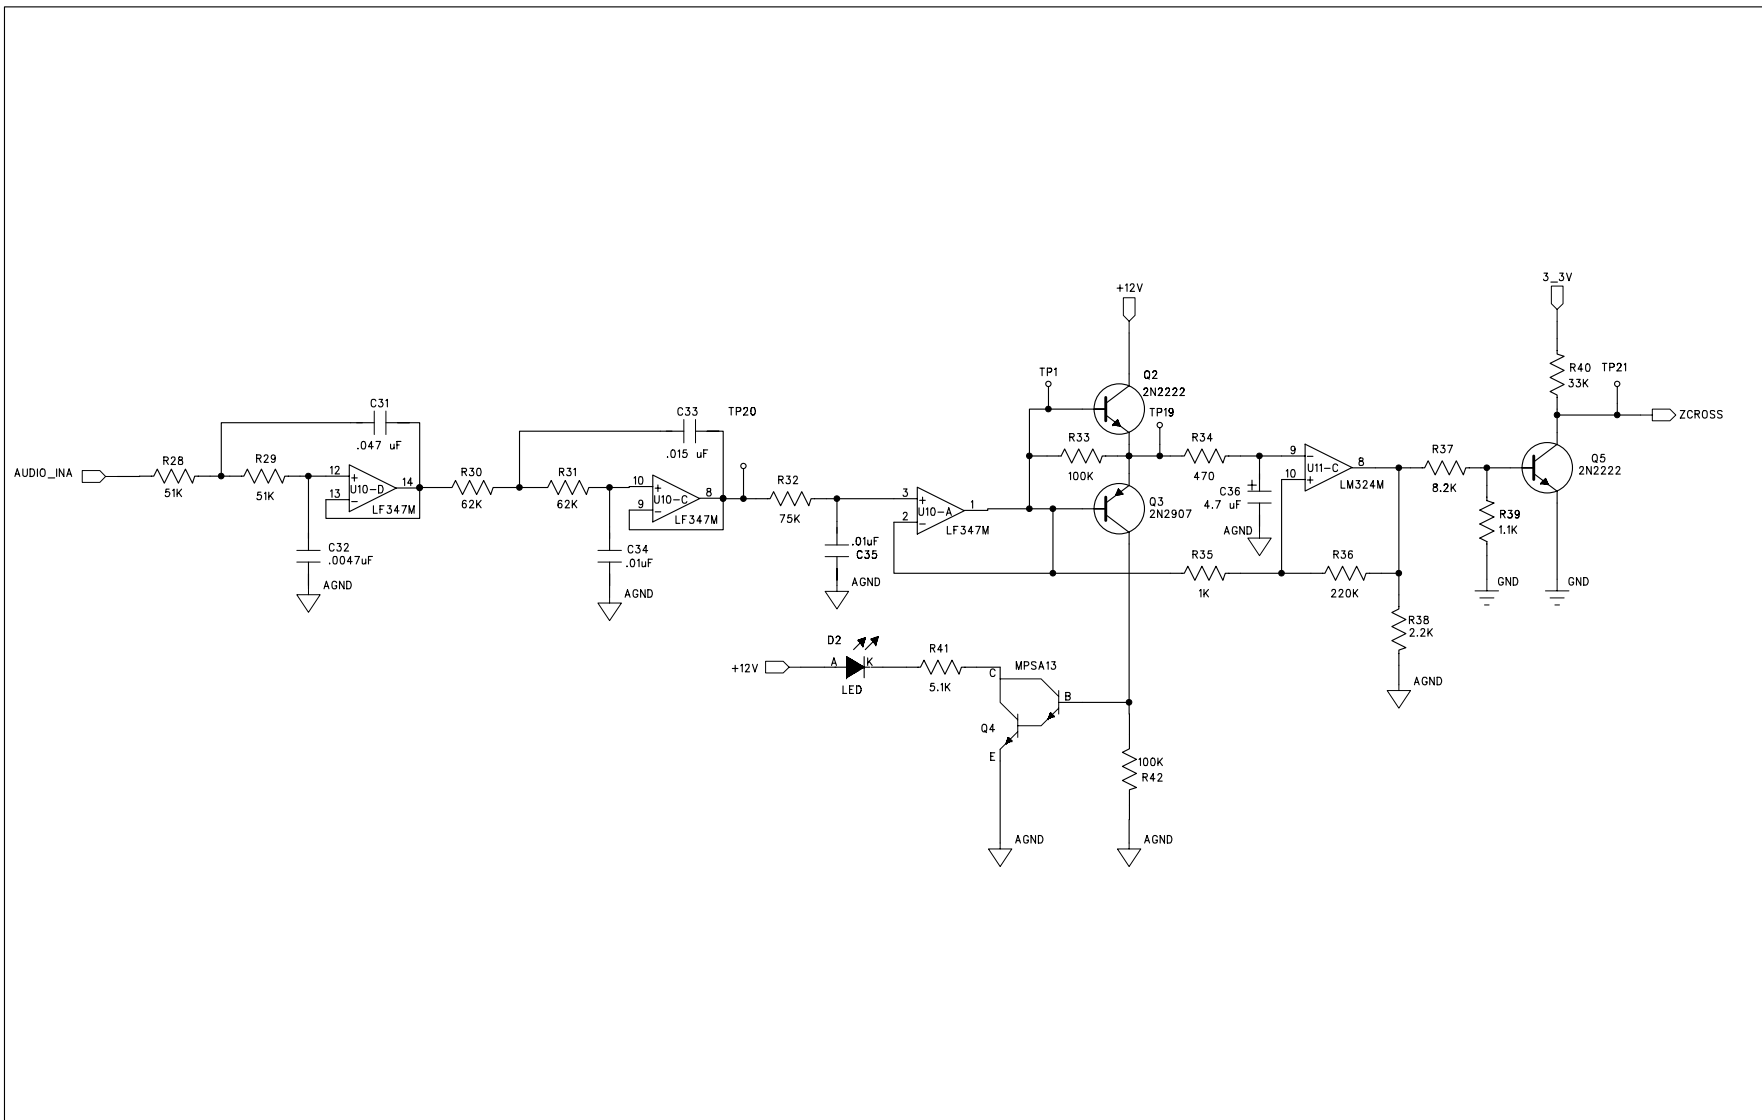 3_3V
+12V
R40
33K
TP21
TP1
Q2
2N2222
C31
.047 uF
C33
.015 uF
TP20
TP19
ZCROSS
R33
100K
R34
470
Q5
2N2222
AUDIO_INA
R28
51K
R29
51K
12
+
13
-
U10-D
14
LF347M
R30
62K
R31
62K
10
+
9
-
U10-C
8
LF347M
R32
75K
3
+
2
-
U10-A
1
LF347M
Q3
2N2907
+
C36
4.7 uF
AGND
9
-
10
+
U11-C
8
LM324M
R37
8.2K
R39
1.1K
C32
.0047uF
AGND
C34
.01uF
AGND
.01uF
C35
AGND
R35
1K
R36
220K
GND
GND
R38
2.2K
AGND
+12V
D2
A
K
LED
R41
5.1K
C
MPSA13
B
Q4
E
100K
R42
AGND
AGND